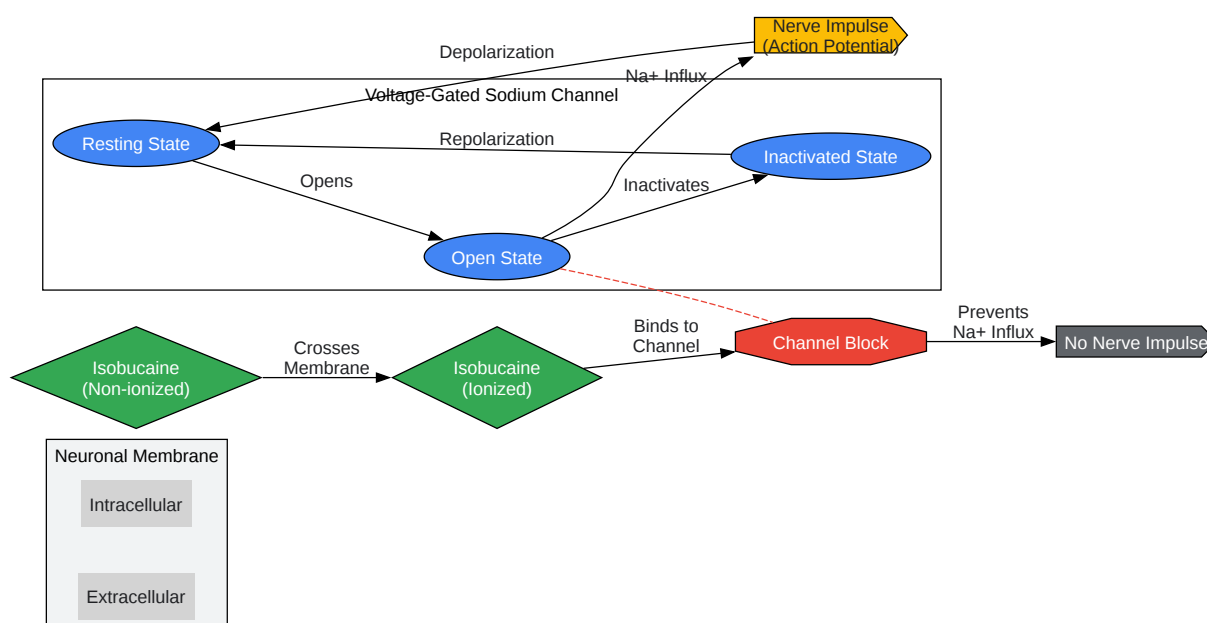 Nerve Impulse
(Action Potential)
Depolarization
Na+ Influx
Voltage-Gated Sodium Channel
Resting State
Repolarization
Inactivated State
Opens
Inactivates
Open State
Prevents
Na+ Influx
Binds to
Channel
Channel Block
No Nerve Impulse
Isobucaine
(Non-ionized)
Crosses
Membrane
Isobucaine
(Ionized)
Neuronal Membrane
Intracellular
Extracellular